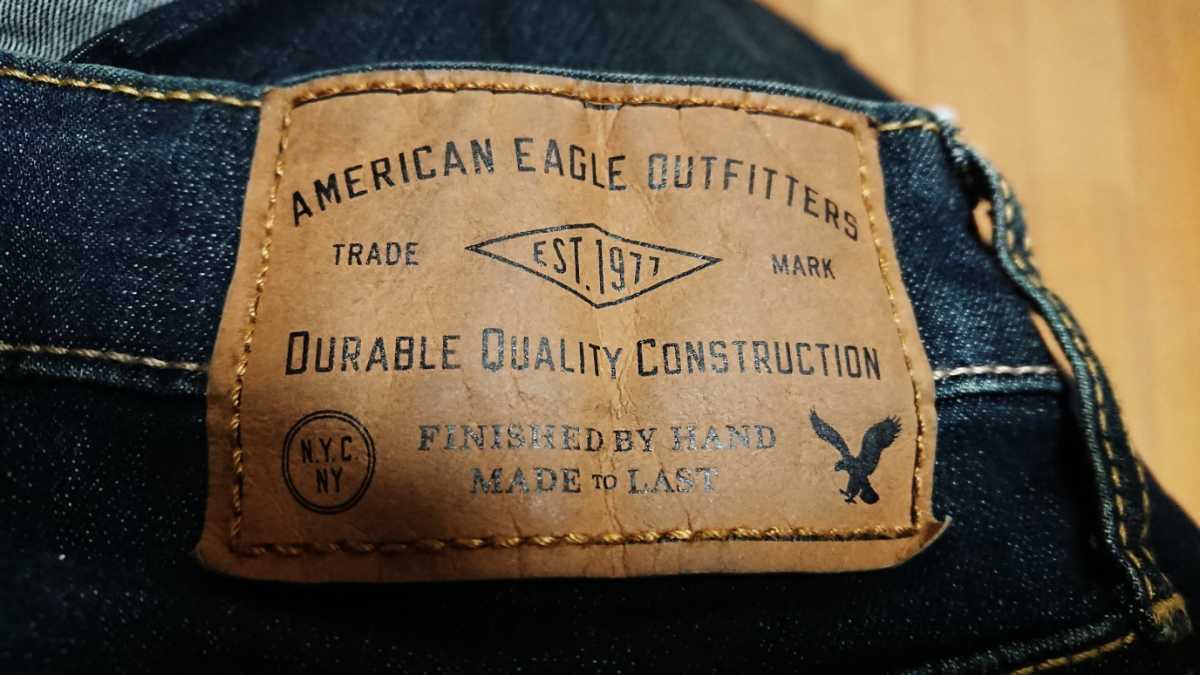 AMERICAN EAGLE OUTFITTERS
TRADE EST. 1977 MARK
DURABLE QUALITY CONSTRUCTION
N.Y.C.
NY
FINISHED BY HAND
MADE TO LAST